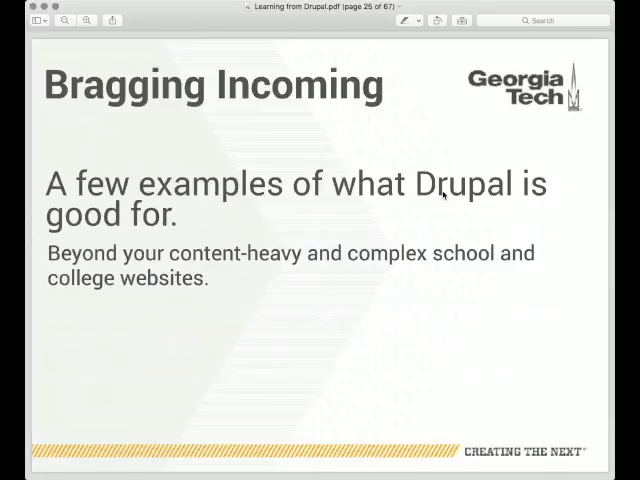 Learning from Drupal.pdf (page 25 of 67)
Search
Bragging Incoming
Georgia
Tech
A few examples of what Drupal is
good for.
Beyond your content-heavy and complex school and
college websites.
CREATING THE NEXT